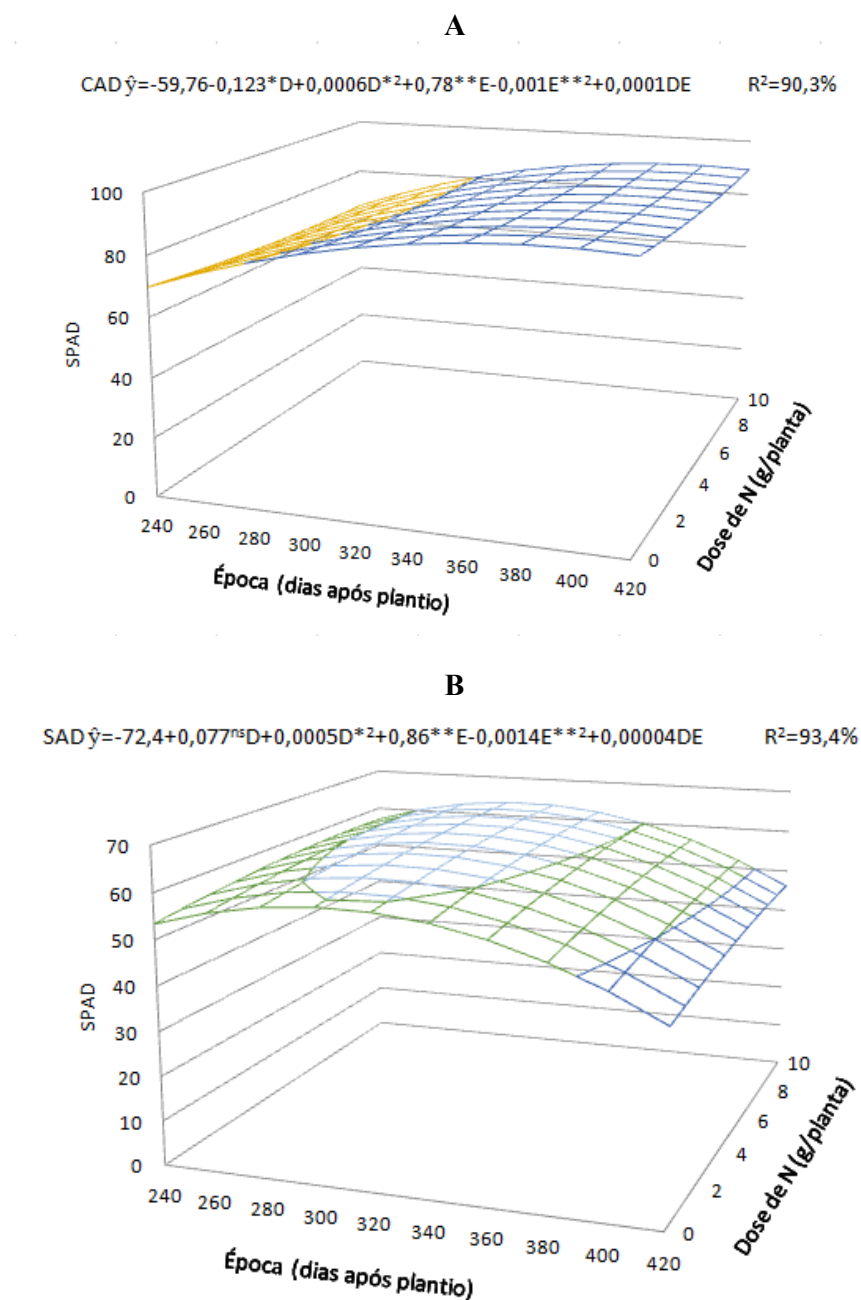 A
CAD ŷ=-59,76-0,123*D+0,0006D*²+0,78**E-0,001E**²+0,0001DE R²=90,3%
100
80
60
40
20
0
SPAD
240 260 280 300 320 340 360 380 400 420
Época (dias após plantio)
0
2
4
6
8
10
Dose de N (g/planta)
B
SAD ŷ=-72,4+0,077ⁿˢD+0,0005D*²+0,86**E-0,0014E**²+0,00004DE R²=93,4%
70
60
50
40
30
20
10
0
SPAD
240 260 280 300 320 340 360 380 400 420
Época (dias após plantio)
0
2
4
6
8
10
Dose de N (g/planta)